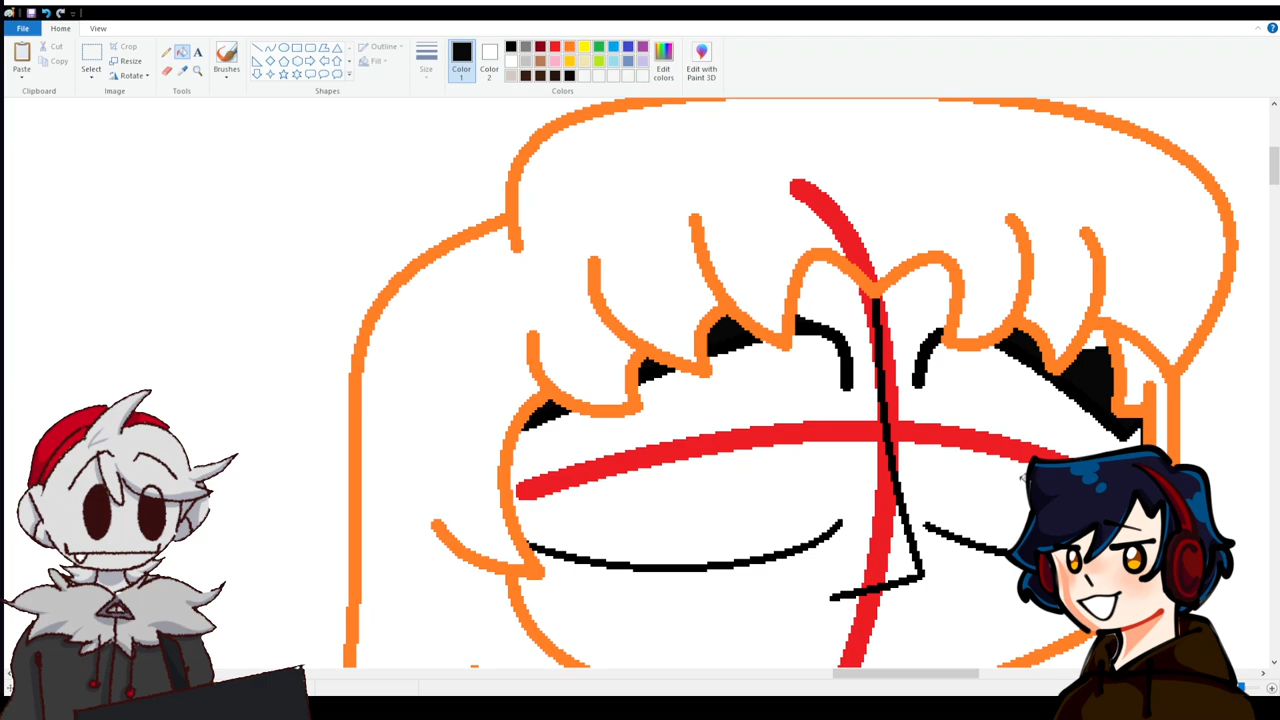 File Home View
Paste
Cut
Copy
Clipboard
Select
Crop
Resize
Rotate
Image
A
Tools
Brushes
Shapes
Outline
Fill
Size
Color 1
Color 2
Edit colors
Colors
Edit with Paint 3D